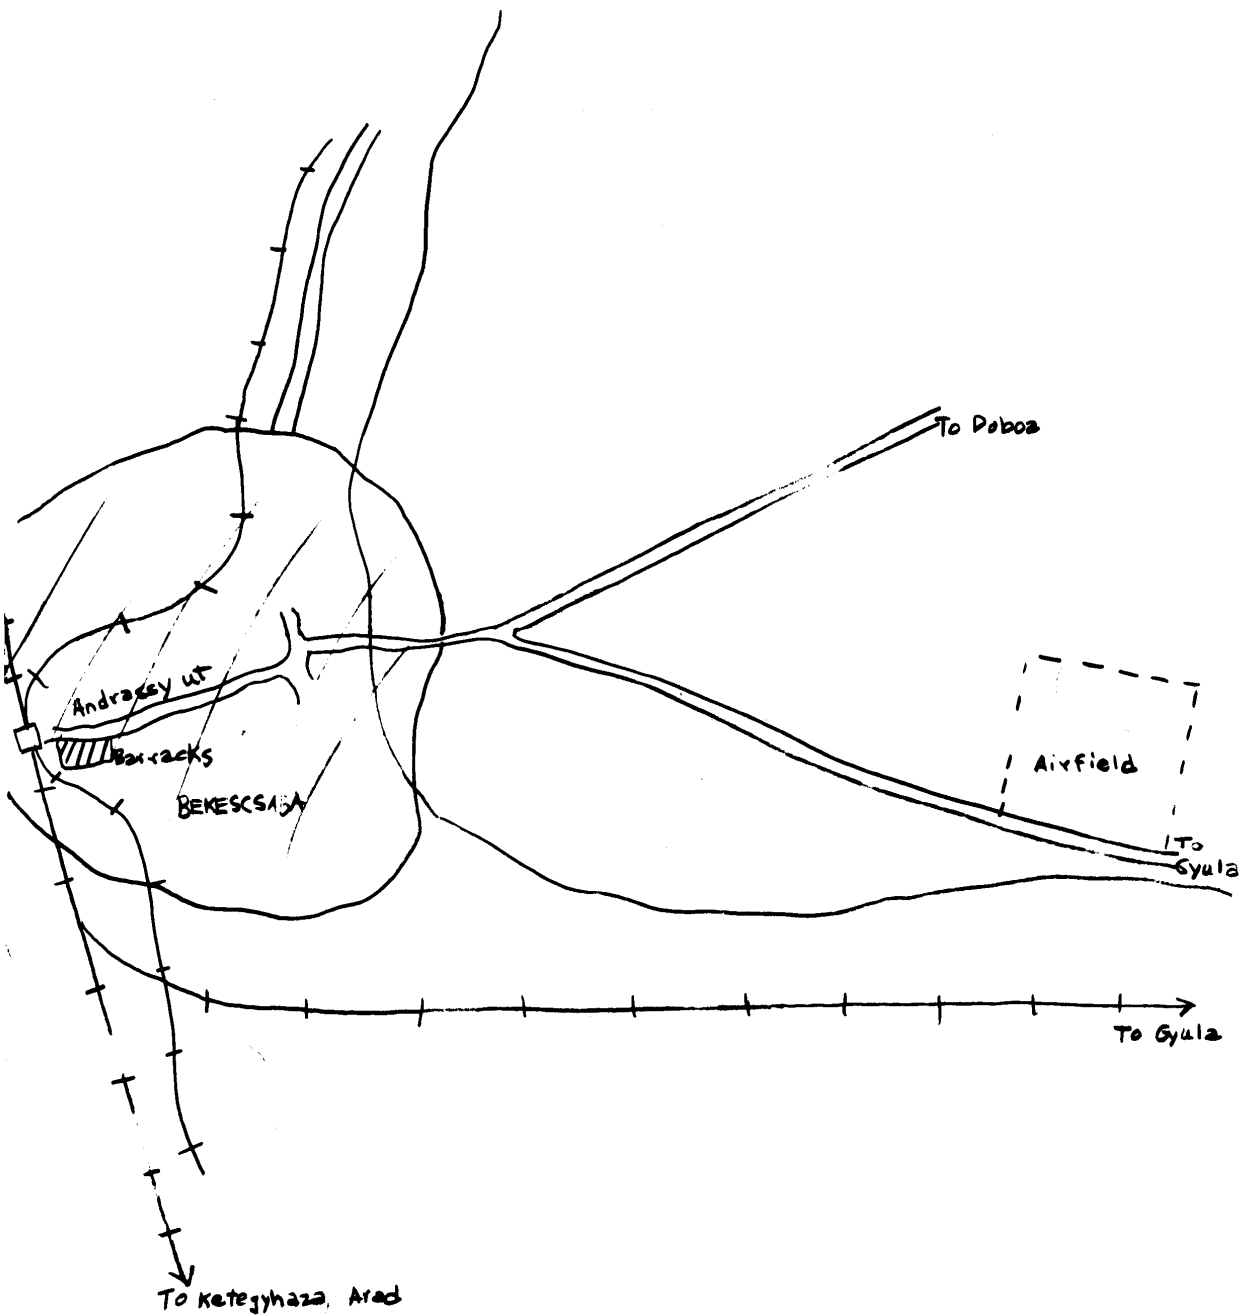 To Doboz
Andrassy ut
Barracks
BEKESCSABA
Airfield
To
Gyula
To Gyula
To Ketegyhaza, Arad